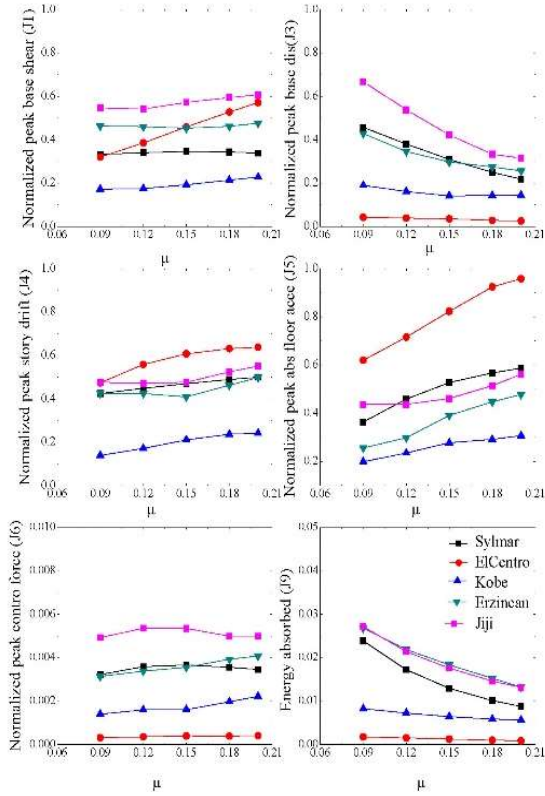 Normalized peak base shear (J1)
1.0
0.8
0.6
0.4
0.2
0.0
0.06 0.09 0.12 0.15 0.18 0.21
μ
Normalized peak base dis(J3)
1.0
0.8
0.6
0.4
0.2
0.0
0.06 0.09 0.12 0.15 0.18 0.21
μ
Normalized peak story drift (J4)
1.0
0.8
0.6
0.4
0.2
0.0
0.06 0.09 0.12 0.15 0.18 0.21
μ
Normalized peak abs floor acce (J5)
1.0
0.8
0.6
0.4
0.2
0.06 0.09 0.12 0.15 0.18 0.21
μ
Normalized peak contro force (J6)
0.010
0.008
0.006
0.004
0.002
0.000
0.06 0.09 0.12 0.15 0.18 0.21
μ
Energy absorbed (J9)
0.05
0.04
0.03
0.02
0.01
0.00
0.06 0.09 0.12 0.15 0.18 0.21
μ
Sylmar
ElCentro
Kobe
Erzincan
Jiji